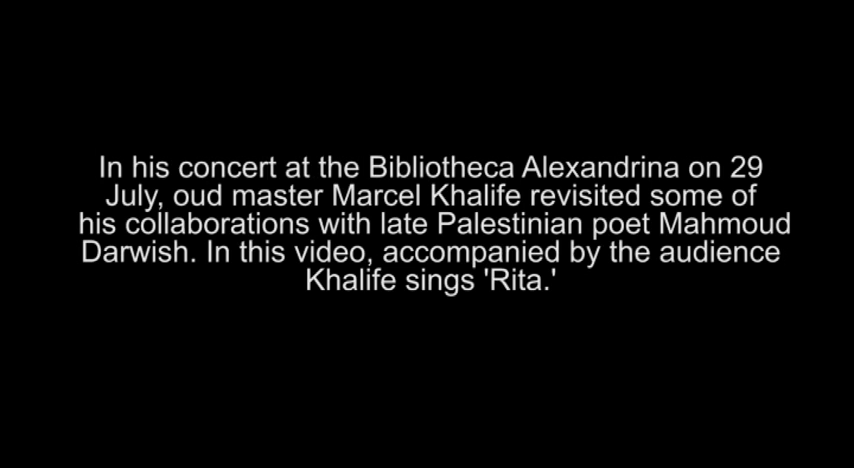 In his concert at the Bibliotheca Alexandrina on 29
July, oud master Marcel Khalife revisited some of
his collaborations with late Palestinian poet Mahmoud
Darwish. In this video, accompanied by the audience
Khalife sings 'Rita.'